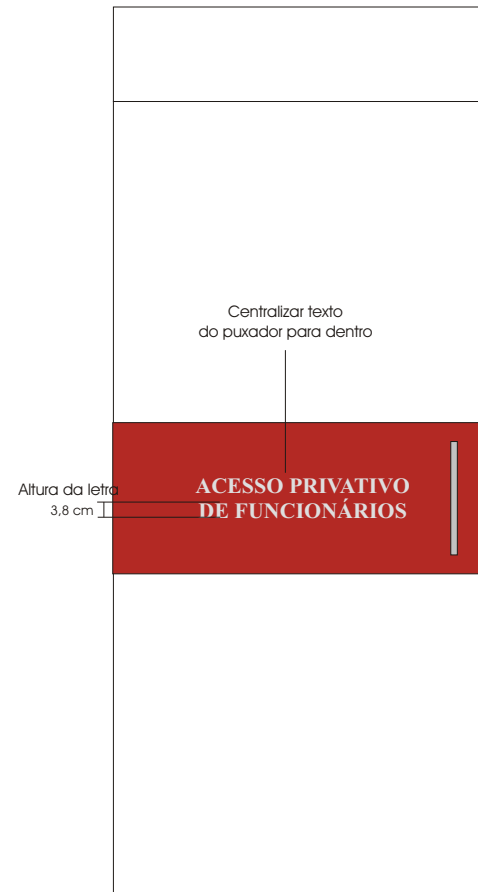 Centralizar texto
do puxador para dentro
ACESSO PRIVATIVO
DE FUNCIONÁRIOS
Altura da letra
3,8 cm